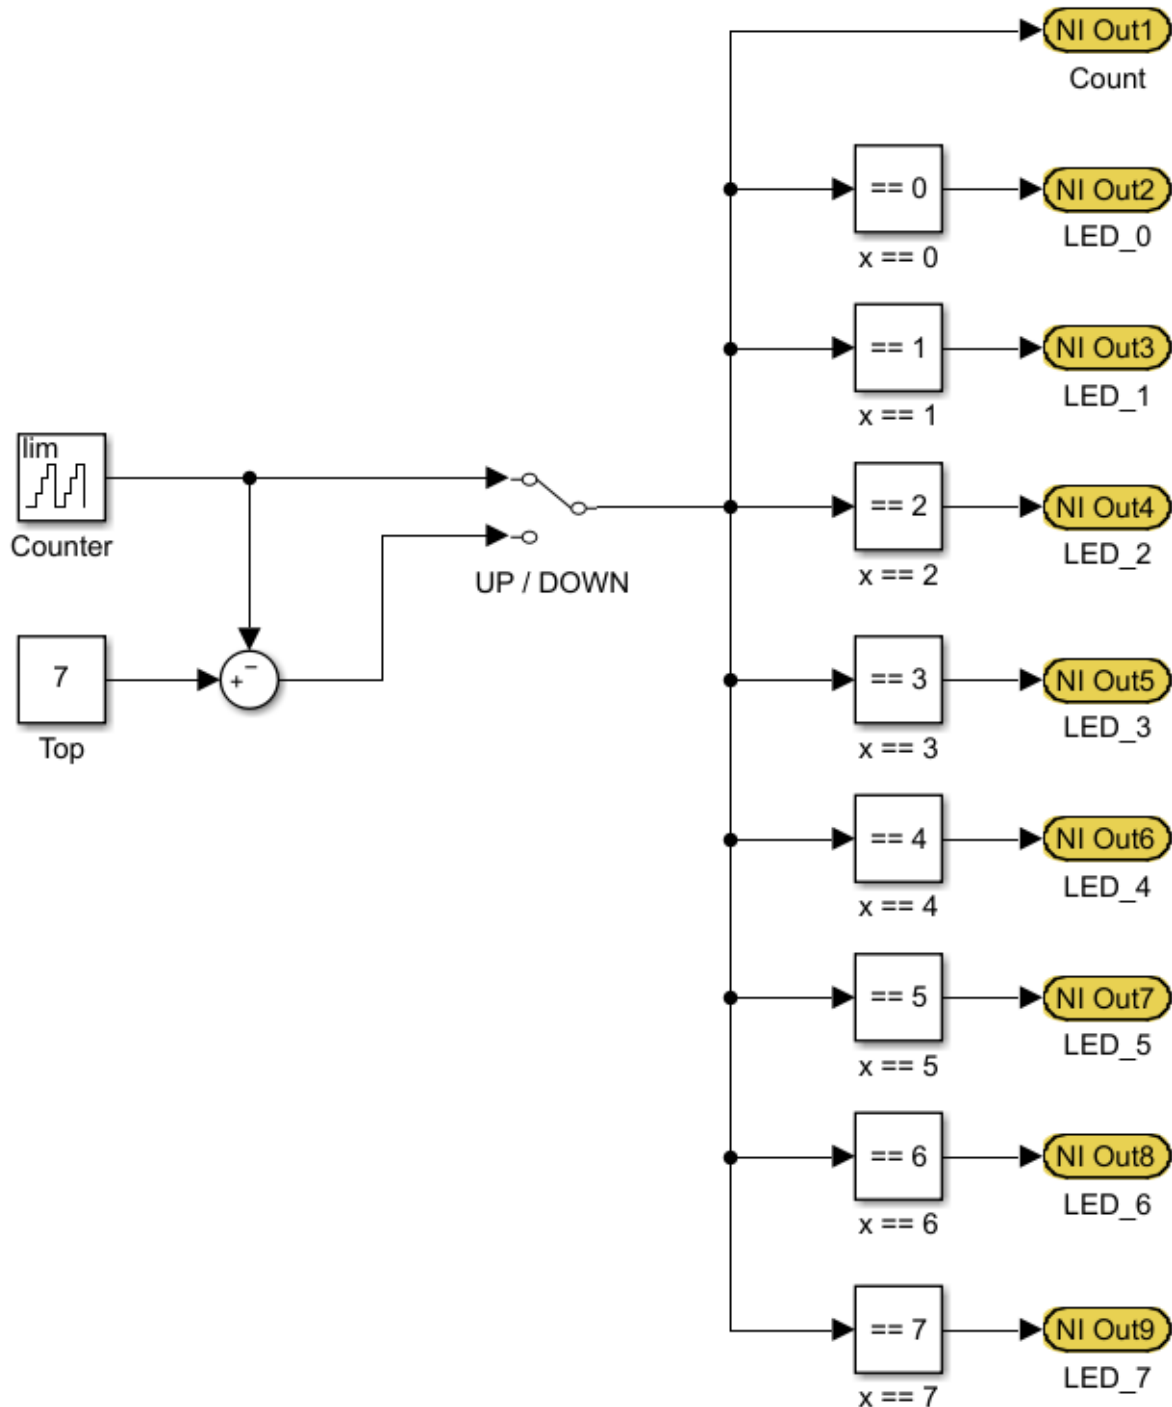 NI Out1
Count
== 0
NI Out2
x == 0
LED_0
== 1
NI Out3
x == 1
LED_1
lim
Counter
== 2
NI Out4
x == 2
LED_2
UP / DOWN
7
Top
−
+
== 3
NI Out5
x == 3
LED_3
== 4
NI Out6
x == 4
LED_4
== 5
NI Out7
x == 5
LED_5
== 6
NI Out8
x == 6
LED_6
== 7
NI Out9
x == 7
LED_7